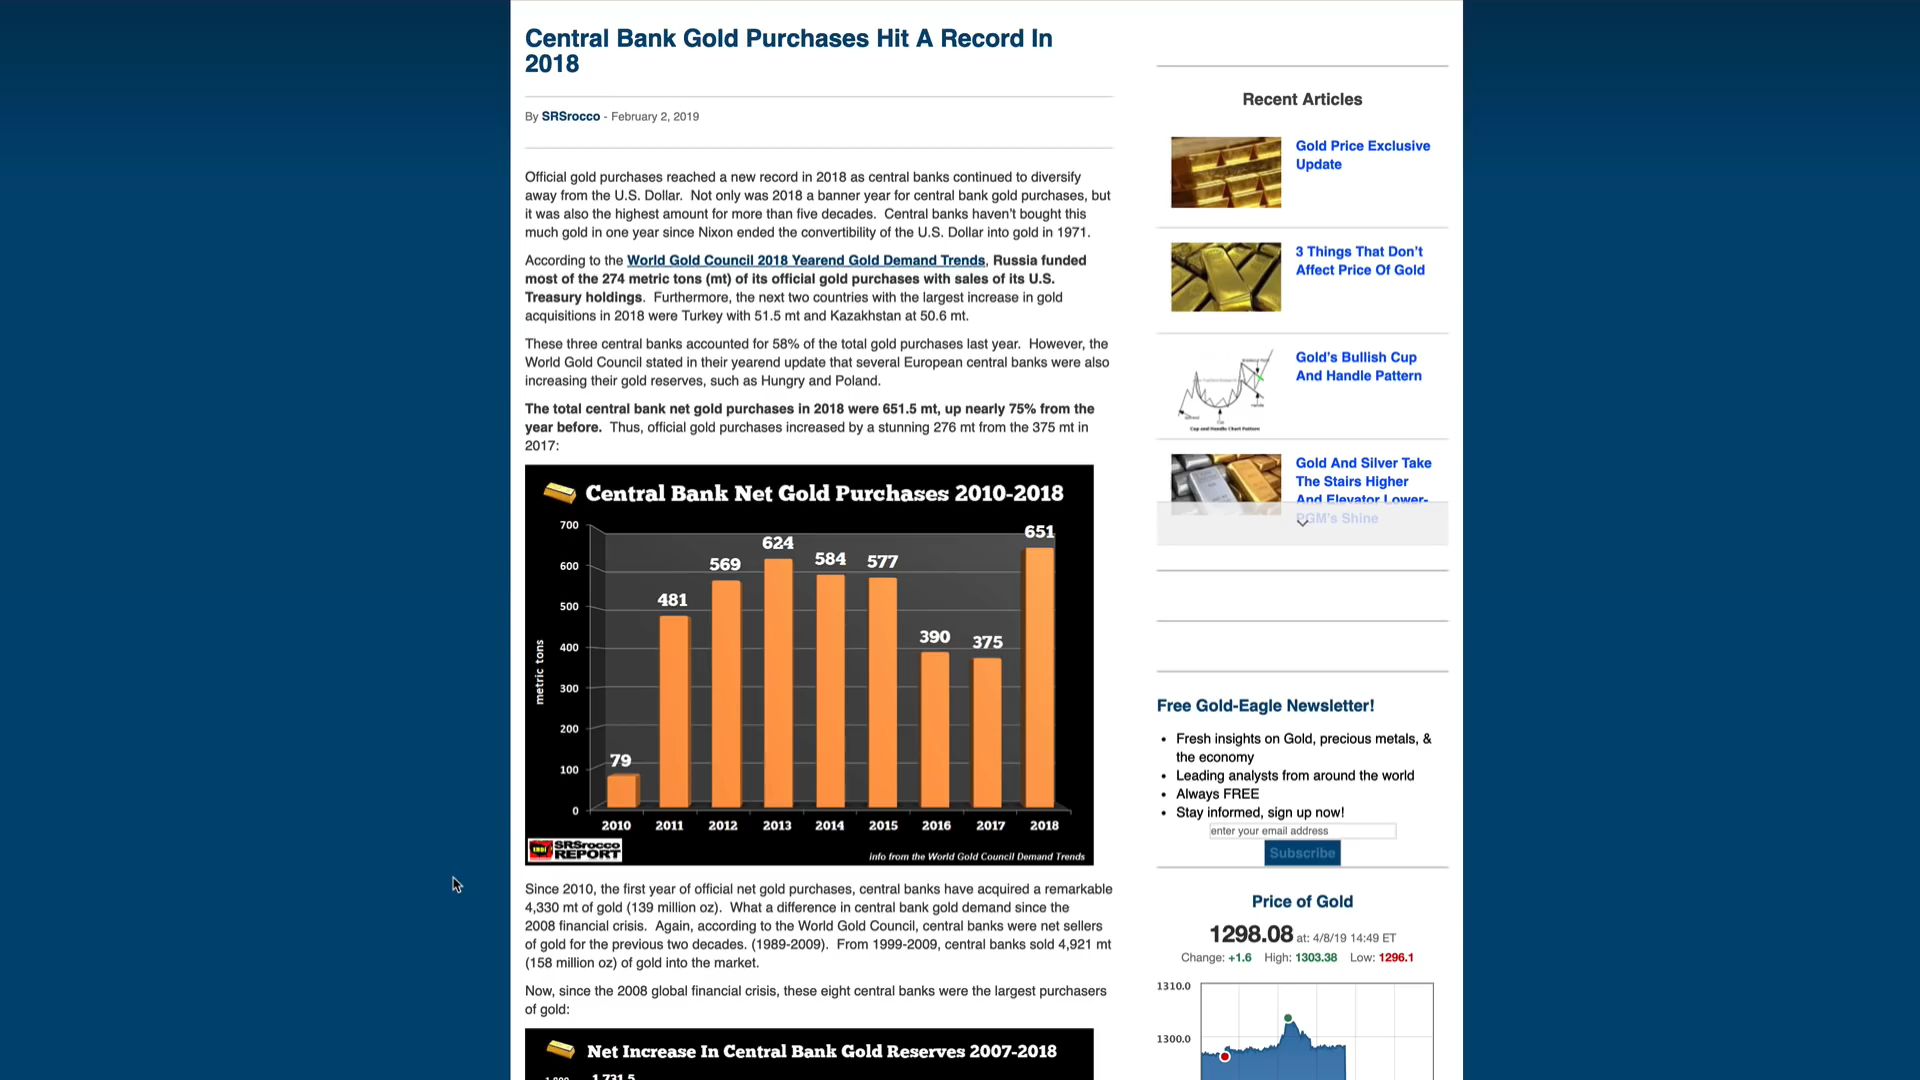 Central Bank Gold Purchases Hit A Record In
2018
By SRSrocco - February 2, 2019
Official gold purchases reached a new record in 2018 as central banks continued to diversify
away from the U.S. Dollar.  Not only was 2018 a banner year for central bank gold purchases, but
it was also the highest amount for more than five decades.  Central banks haven't bought this
much gold in one year since Nixon ended the convertibility of the U.S. Dollar into gold in 1971.
According to the World Gold Council 2018 Yearend Gold Demand Trends, Russia funded
most of the 274 metric tons (mt) of its official gold purchases with sales of its U.S.
Treasury holdings.  Furthermore, the next two countries with the largest increase in gold
acquisitions in 2018 were Turkey with 51.5 mt and Kazakhstan at 50.6 mt.
These three central banks accounted for 58% of the total gold purchases last year.  However, the
World Gold Council stated in their yearend update that several European central banks were also
increasing their gold reserves, such as Hungry and Poland.
The total central bank net gold purchases in 2018 were 651.5 mt, up nearly 75% from the
year before.  Thus, official gold purchases increased by a stunning 276 mt from the 375 mt in
2017:
Central Bank Net Gold Purchases 2010-2018
metric tons
700
600
500
400
300
200
100
0
79
481
569
624
584
577
390
375
651
2010 2011 2012 2013 2014 2015 2016 2017 2018
SRSrocco
REPORT
info from the World Gold Council Demand Trends
Since 2010, the first year of official net gold purchases, central banks have acquired a remarkable
4,330 mt of gold (139 million oz).  What a difference in central bank gold demand since the
2008 financial crisis.  Again, according to the World Gold Council, central banks were net sellers
of gold for the previous two decades. (1989-2009).  From 1999-2009, central banks sold 4,921 mt
(158 million oz) of gold into the market.
Now, since the 2008 global financial crisis, these eight central banks were the largest purchasers
of gold:
Net Increase In Central Bank Gold Reserves 2007-2018
1,731.5
Recent Articles
Gold Price Exclusive
Update
3 Things That Don't
Affect Price Of Gold
Gold's Bullish Cup
And Handle Pattern
Cup and Handle Chart Pattern
Gold And Silver Take
The Stairs Higher
And Elevator Lower-
PGM's Shine
Free Gold-Eagle Newsletter!
• Fresh insights on Gold, precious metals, &
the economy
• Leading analysts from around the world
• Always FREE
• Stay informed, sign up now!
enter your email address
Subscribe
Price of Gold
1298.08 at: 4/8/19 14:49 ET
Change: +1.6 High: 1303.38 Low: 1296.1
1310.0
1300.0